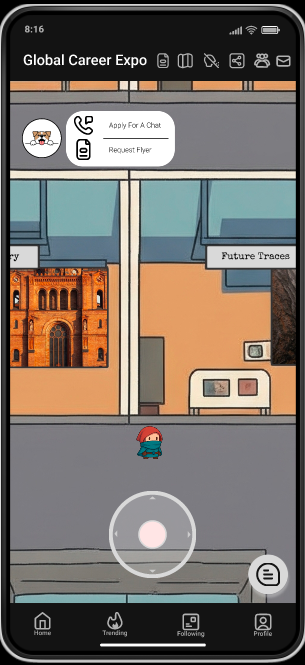 8:16
Global Career Expo
Apply For A Chat
Request Flyer
ry
Future Traces
Home
Trending
Following
Profile